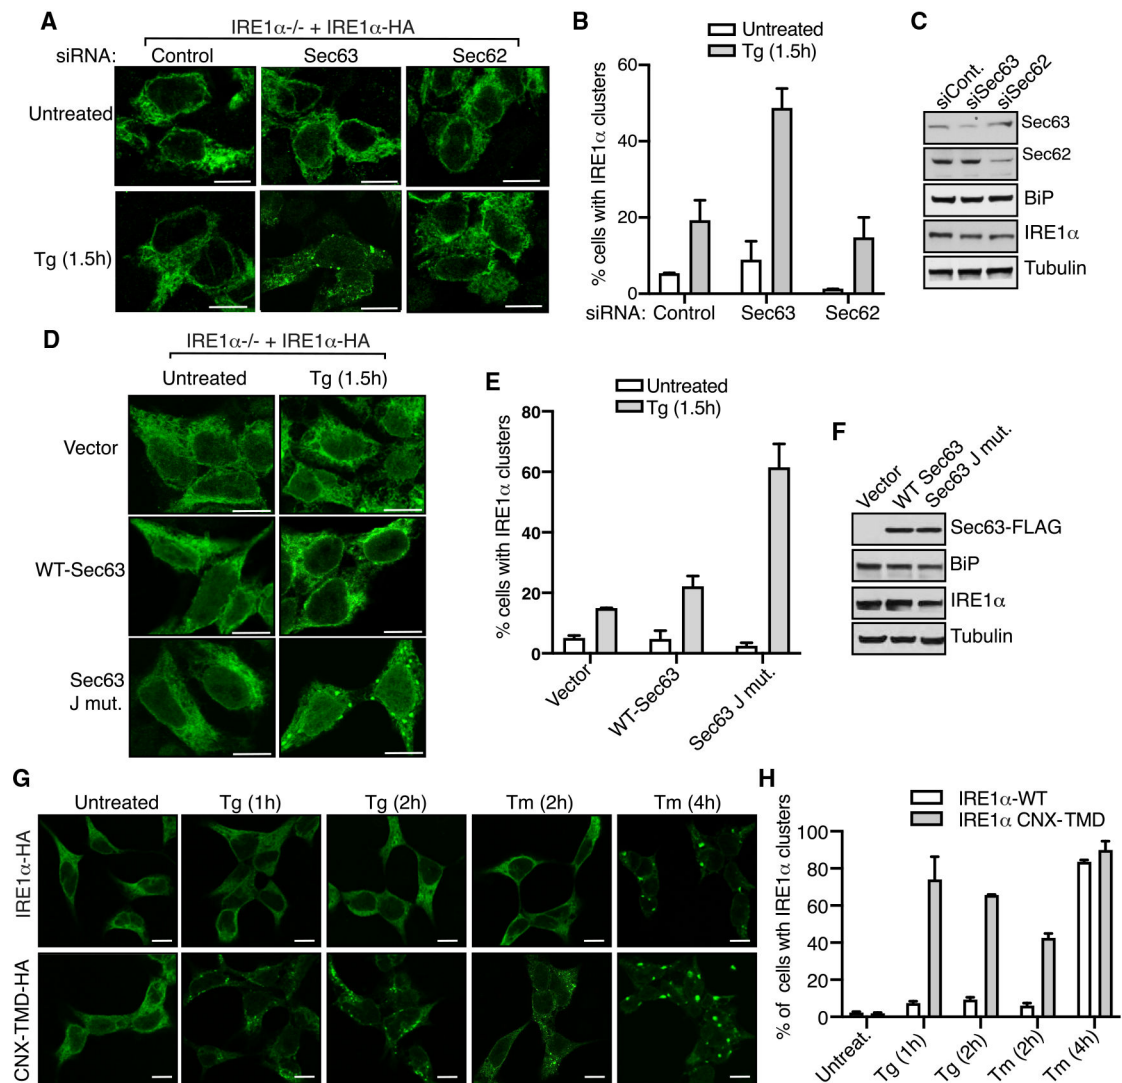 A
IRE1α-/- + IRE1α-HA
siRNA: Control Sec63 Sec62
Untreated
Tg (1.5h)
B
Untreated
Tg (1.5h)
% cells with IRE1α clusters
60
40
20
0
siRNA: Control Sec63 Sec62
C
siCont. siSec63 siSec62
Sec63
Sec62
BiP
IRE1α
Tubulin
D
IRE1α-/- + IRE1α-HA
Untreated Tg (1.5h)
Vector
WT-Sec63
Sec63
J mut.
E
Untreated
Tg (1.5h)
% cells with IRE1α clusters
80
60
40
20
0
Vector WT-Sec63 Sec63 J mut.
F
Vector WT Sec63 Sec63 J mut.
Sec63-FLAG
BiP
IRE1α
Tubulin
G
Untreated Tg (1h) Tg (2h) Tm (2h) Tm (4h)
IRE1α-HA
CNX-TMD-HA
H
IRE1α-WT
IRE1α CNX-TMD
% of cells wth IRE1α clusters
100
80
60
40
20
0
Untreat. Tg (1h) Tg (2h) Tm (2h) Tm (4h)